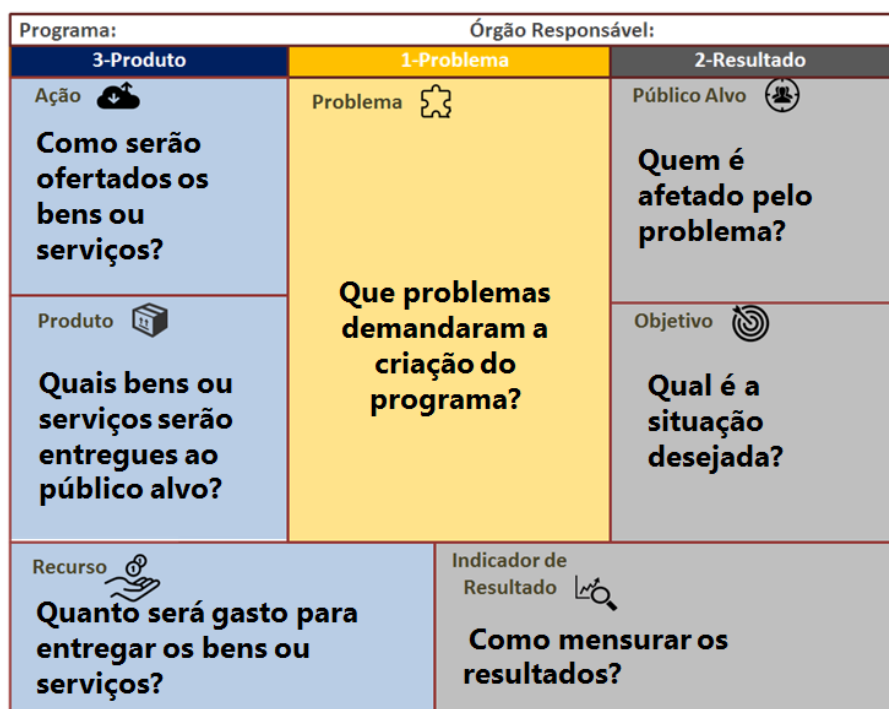 Programa: Órgão Responsável:
3-Produto 1-Problema 2-Resultado
Ação
Como serão
ofertados os
bens ou
serviços?
Produto
Quais bens ou
serviços serão
entregues ao
público alvo?
Problema
Que problemas
demandaram a
criação do
programa?
Público Alvo
Quem é
afetado pelo
problema?
Objetivo
Qual é a
situação
desejada?
Recurso
Quanto será gasto para
entregar os bens ou
serviços?
Indicador de
Resultado
Como mensurar os
resultados?